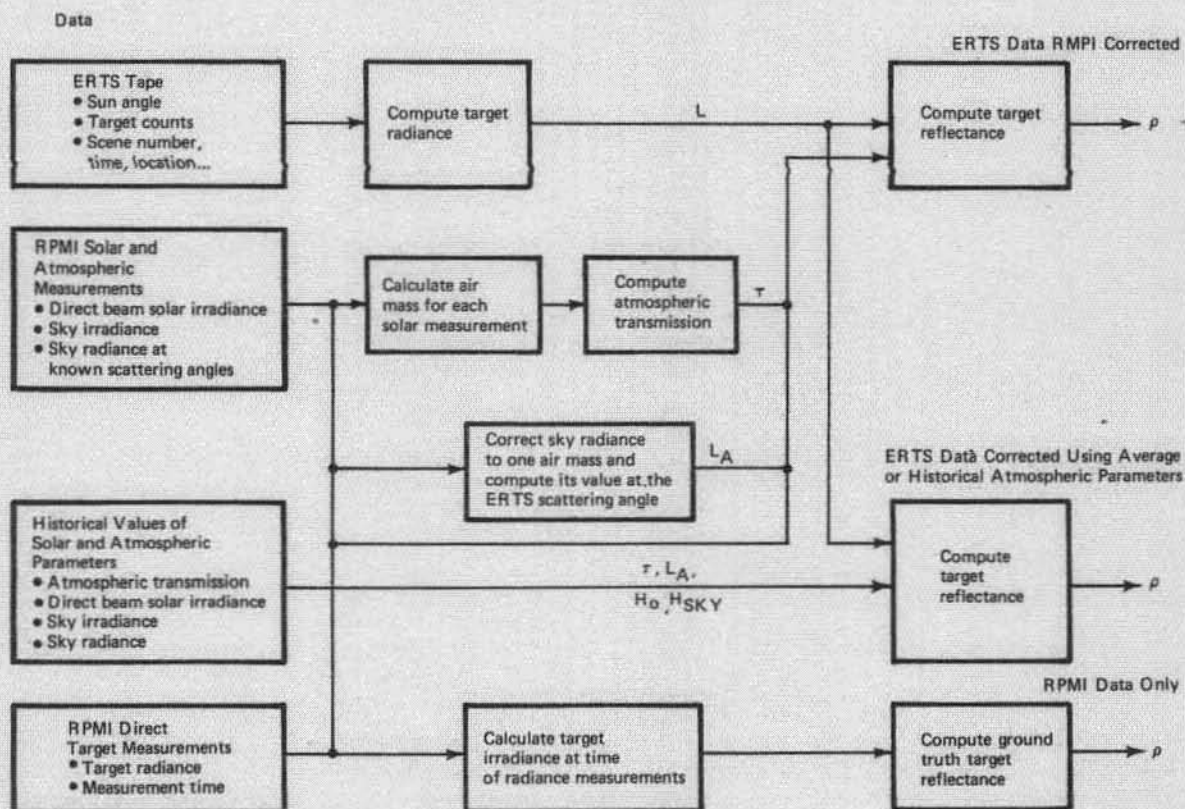 Data
ERTS Data RMPI Corrected
ERTS Tape
• Sun angle
• Target counts
• Scene number,
time, location...
Compute target
radiance
L
Compute target
reflectance
ρ
RPMI Solar and
Atmospheric
Measurements
• Direct beam solar irradiance
• Sky irradiance
• Sky radiance at
known scattering angles
Calculate air
mass for each
solar measurement
Compute
atmospheric
transmission
τ
Correct sky radiance
to one air mass and
compute its value at the
ERTS scattering angle
L_A
ERTS Data Corrected Using Average
or Historical Atmospheric Parameters
Historical Values of
Solar and Atmospheric
Parameters
• Atmospheric transmission
• Direct beam solar irradiance
• Sky irradiance
• Sky radiance
τ, L_A,
H_o, H_SKY
Compute
target
reflectance
ρ
RPMI Data Only
RPMI Direct
Target Measurements
• Target radiance
• Measurement time
Calculate target
irradiance at time
of radiance measurements
Compute ground
truth target
reflectance
ρ